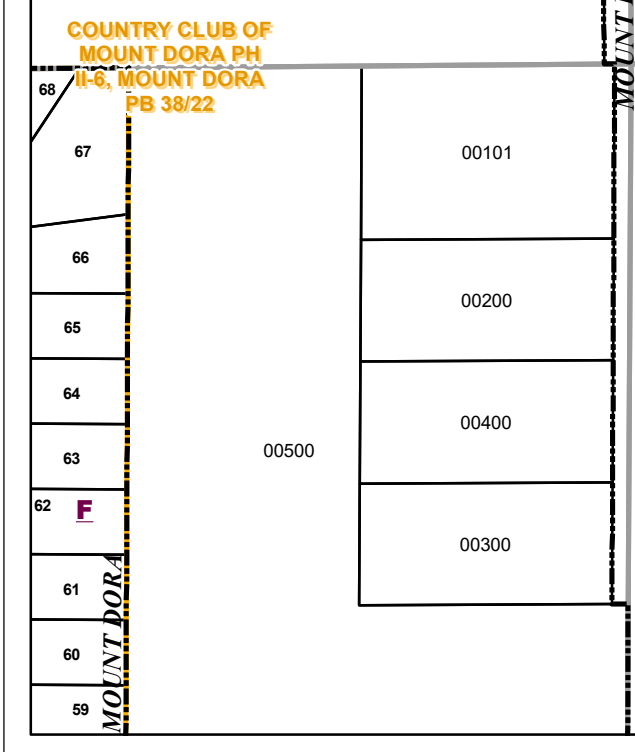 COUNTRY CLUB OF
MOUNT DORA PH
II-6, MOUNT DORA
PB 38/22
MOUNT
68
67
00101
66
00200
65
64
00400
63
00500
62
F
00300
61
MOUNT DORA
60
59